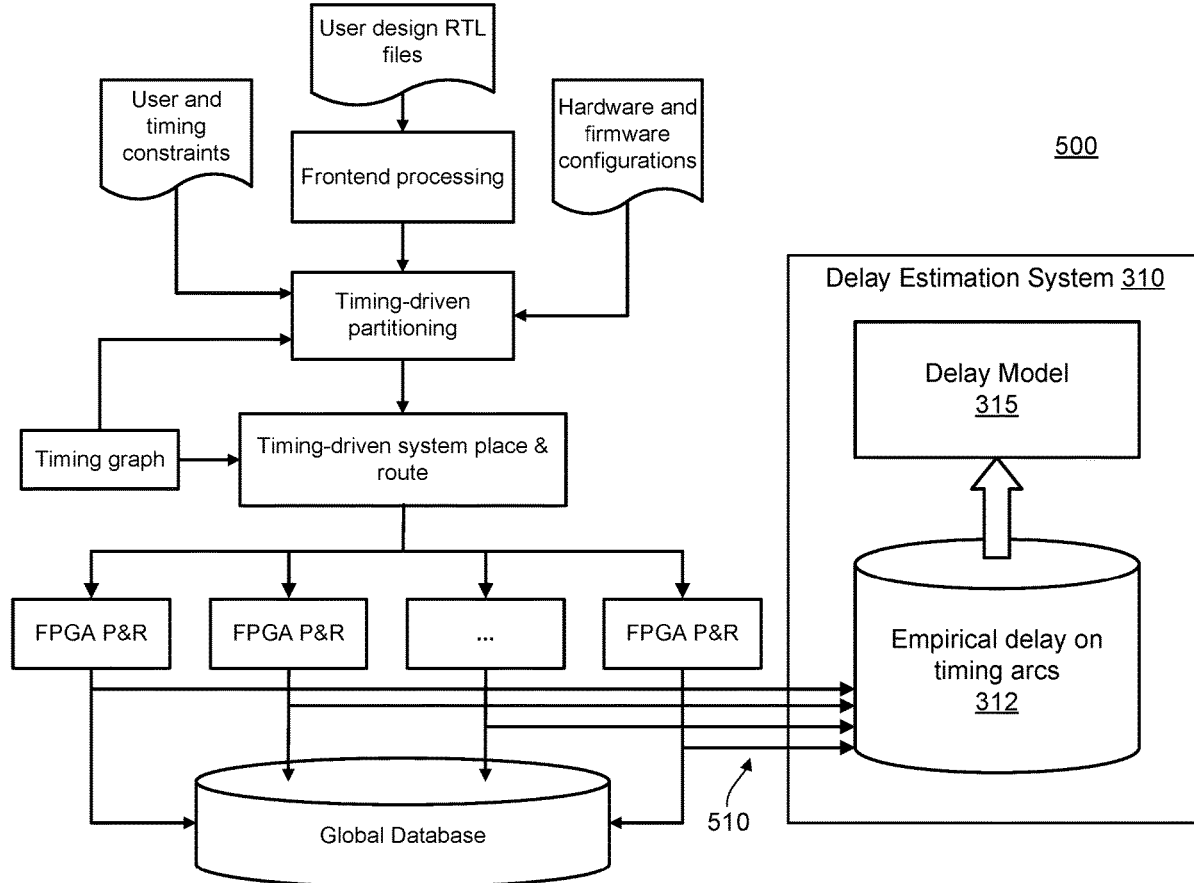 User design RTL
files
User and
timing
constraints
Hardware and
firmware
configurations
500
Frontend processing
Timing-driven
partitioning
Delay Estimation System 310
Delay Model
315
Timing graph
Timing-driven system place &
route
FPGA P&R
FPGA P&R
...
FPGA P&R
Empirical delay on
timing arcs
312
510
Global Database